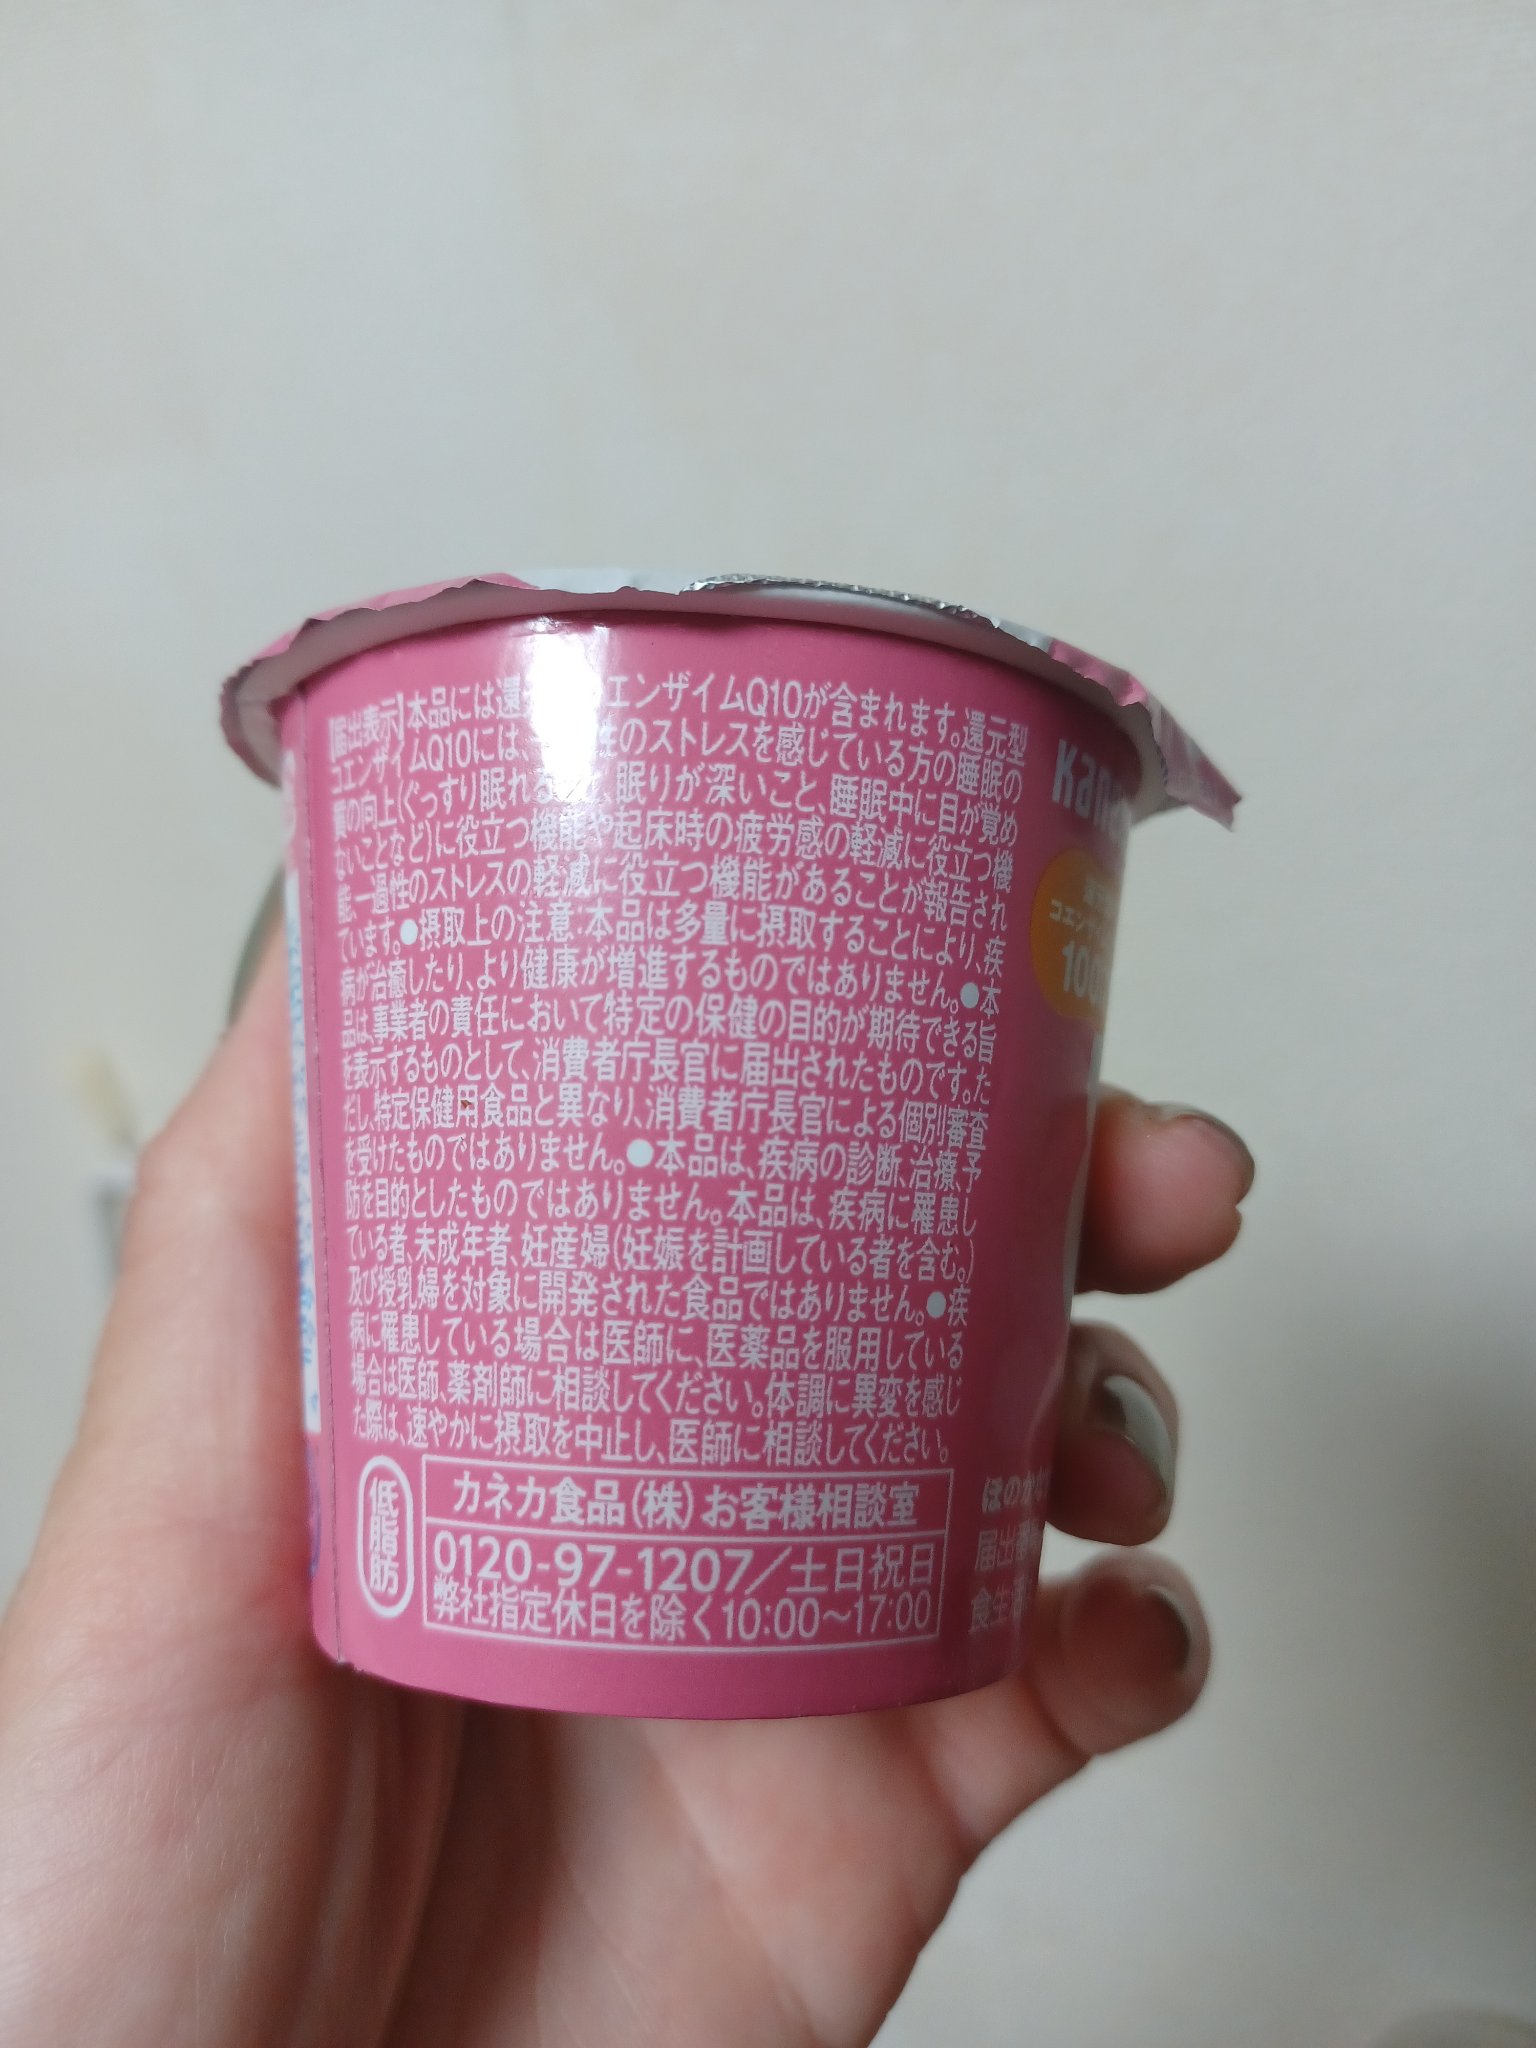 【届出表示】本品には還 エンザイムQ10が含まれます。還元型
コエンザイムQ10には、 性のストレスを感じている方の睡眠の
質の向上(ぐっすり眠れる 眠りが深いこと、睡眠中に目が覚め
ないことなど)に役立つ機能や起床時の疲労感の軽減に役立つ機
能、一過性のストレスの軽減に役立つ機能があることが報告され
ています。●摂取上の注意:本品は多量に摂取することにより、疾
病が治癒したり、より健康が増進するものではありません。●本
品は、事業者の責任において特定の保健の目的が期待できる旨
を表示するものとして、消費者庁長官に届出されたものです。た
だし、特定保健用食品と異なり、消費者庁長官による個別審査
を受けたものではありません。●本品は、疾病の診断、治療、予
防を目的としたものではありません。本品は、疾病に罹患し
ている者、未成年者、妊産婦(妊娠を計画している者を含む。)
及び授乳婦を対象に開発された食品ではありません。●疾
病に罹患している場合は医師に、医薬品を服用している
場合は医師、薬剤師に相談してください。体調に異変を感じ
た際は、速やかに摂取を中止し、医師に相談してください。
低脂肪
カネカ食品(株)お客様相談室
0120-97-1207/土日祝日
弊社指定休日を除く10:00~17:00
kane
コエン
100
ほのかな
届出番
食生活